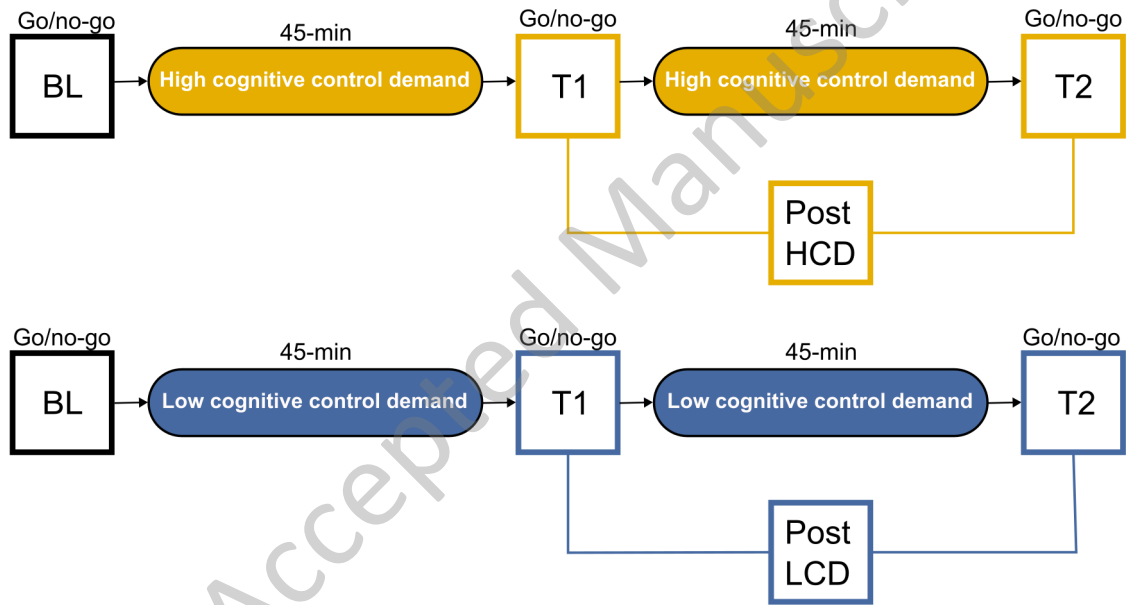 Go/no-go
45-min
Go/no-go
45-min
Go/no-go
BL
High cognitive control demand
T1
High cognitive control demand
T2
Post
HCD
Go/no-go
45-min
Go/no-go
45-min
Go/no-go
BL
Low cognitive control demand
T1
Low cognitive control demand
T2
Post
LCD
Accepted Manusc